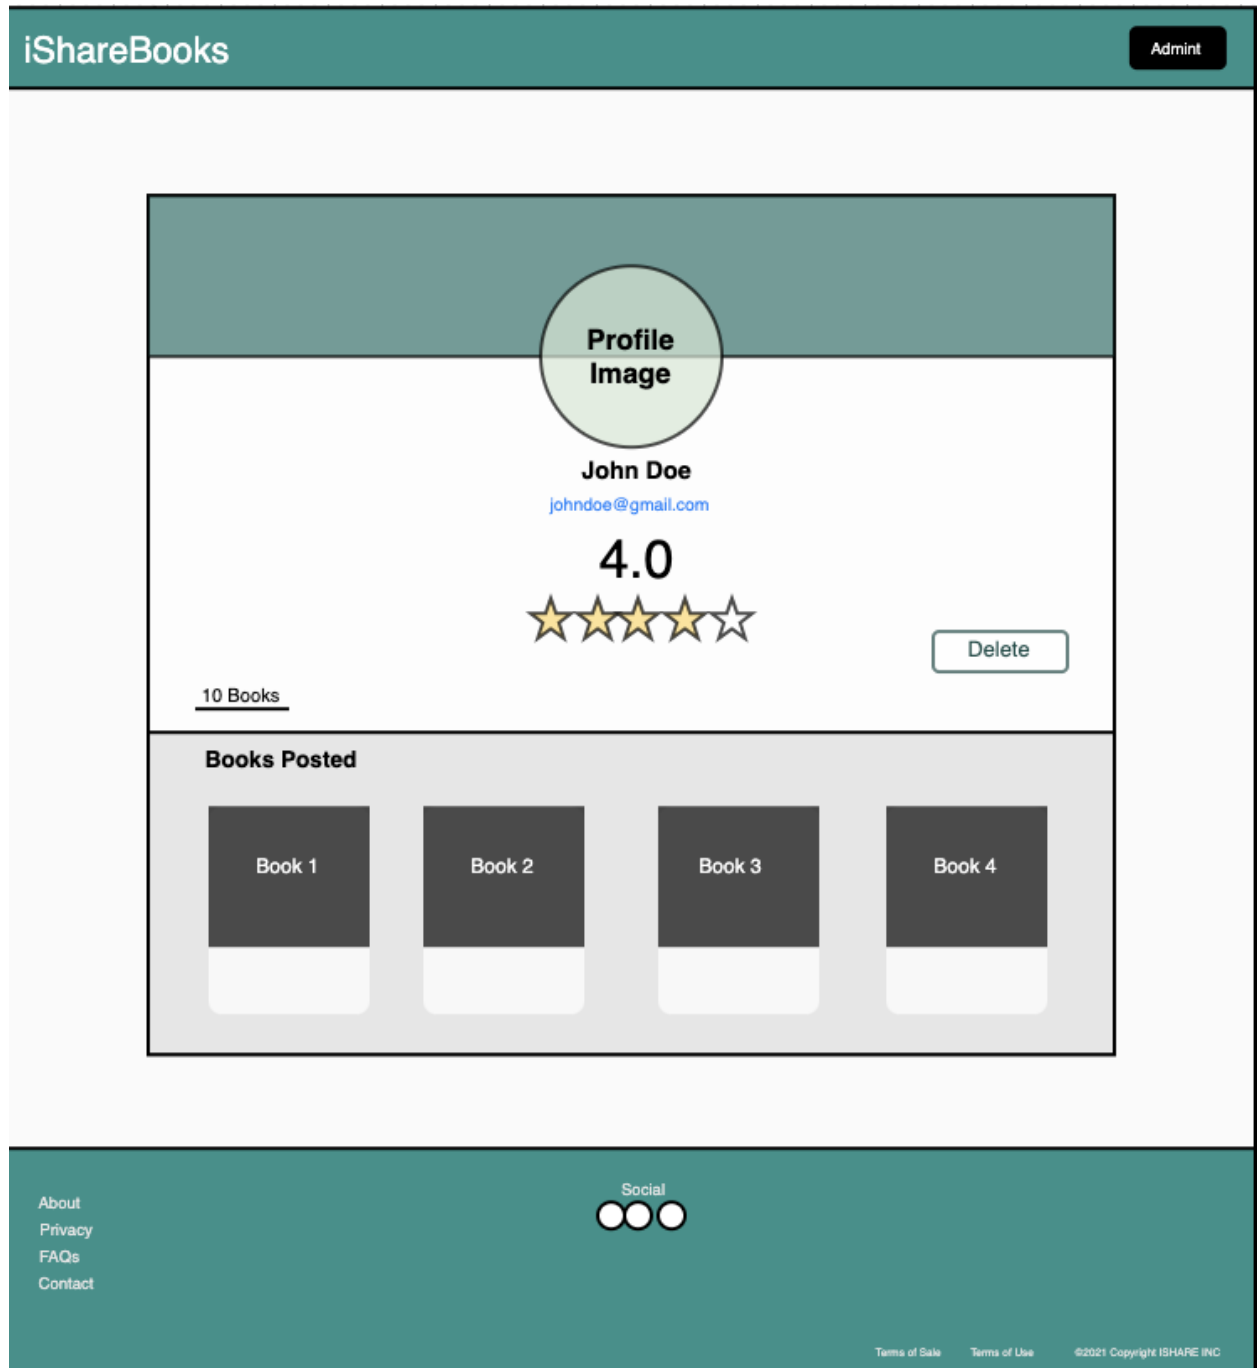 iShareBooks
Admint
Profile
Image
John Doe
johndoe@gmail.com
4.0
Delete
10 Books
Books Posted
Book 1
Book 2
Book 3
Book 4
About
Privacy
FAQs
Contact
Social
Terms of Sale
Terms of Use
©2021 Copyright ISHARE INC